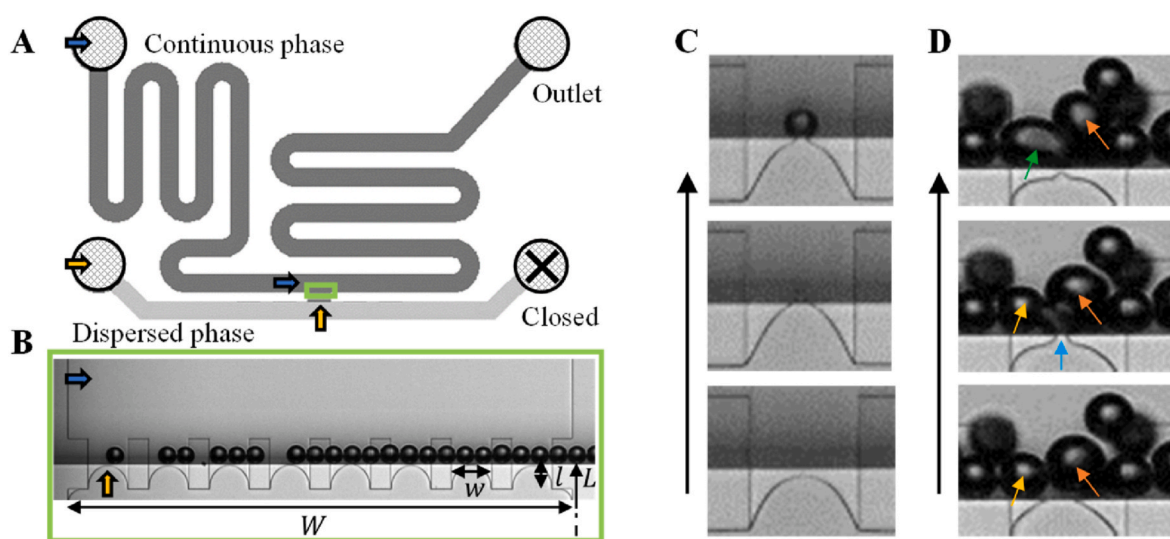 A
Continuous phase
Outlet
Dispersed phase
Closed
B
w
l
L
W
C
D